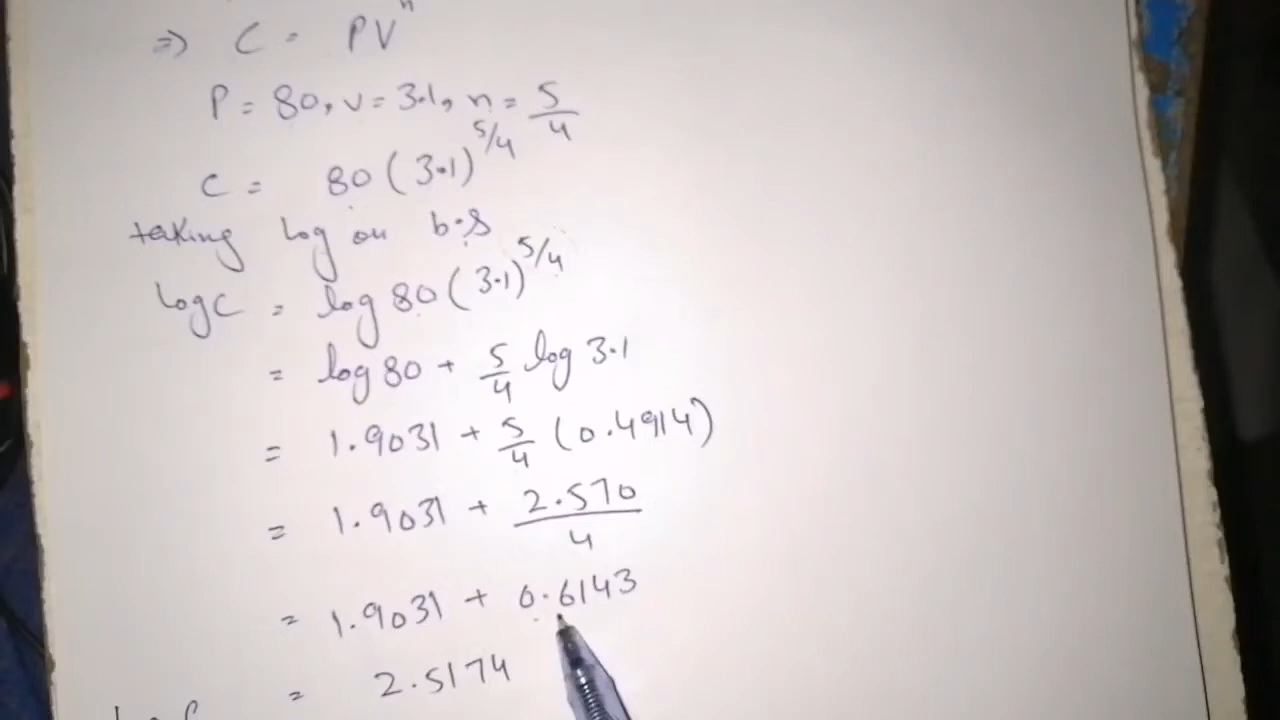 ⇒ C = PVⁿ
P = 80, v = 3.1, n = 5/4
C = 80 (3.1)^5/4
taking log on b.s
log C = log 80 (3.1)^5/4
= log 80 + 5/4 log 3.1
= 1.9031 + 5/4 (0.4914)
= 1.9031 + 2.570/4
= 1.9031 + 0.6143
= 2.5174